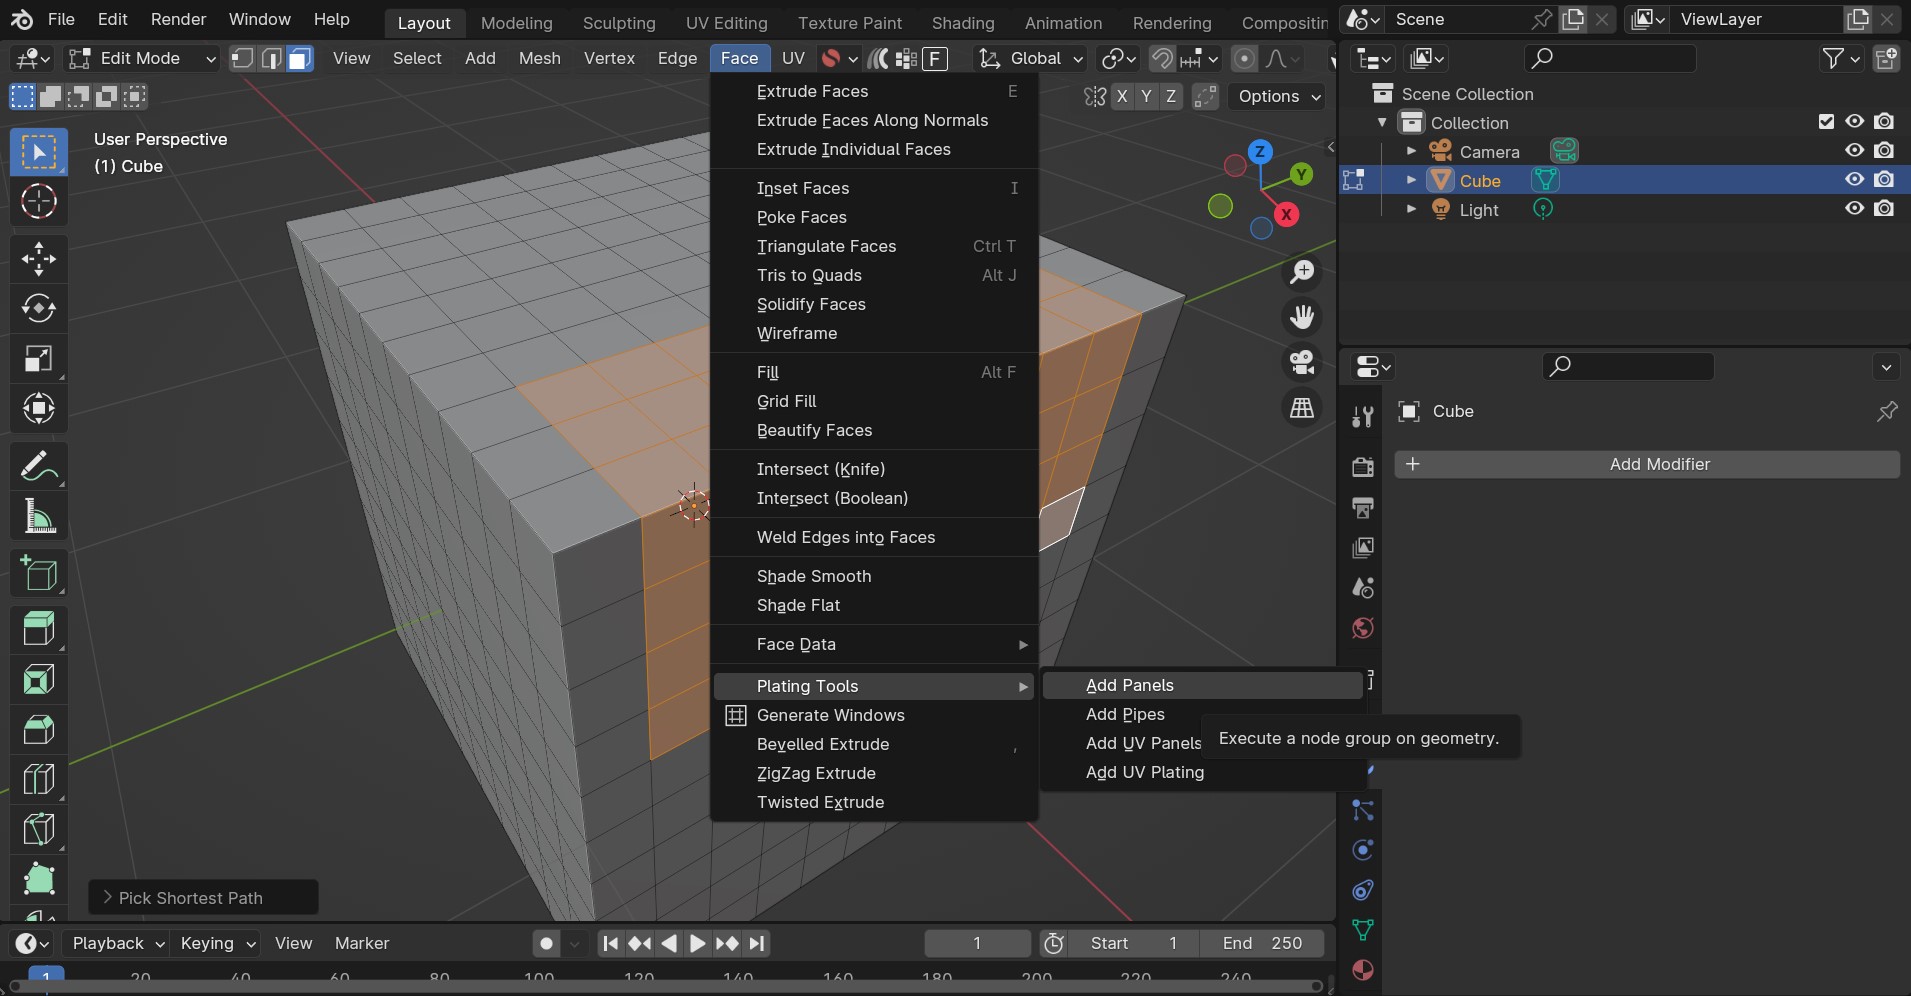 File Edit Render Window Help Layout Modeling Sculpting UV Editing Texture Paint Shading Animation Rendering Compositin Scene ViewLayer
Edit Mode View Select Add Mesh Vertex Edge Face UV F Global
X Y Z Options
User Perspective
(1) Cube
Z
Y
X
Extrude Faces E
Extrude Faces Along Normals
Extrude Individual Faces
Inset Faces I
Poke Faces
Triangulate Faces Ctrl T
Tris to Quads Alt J
Solidify Faces
Wireframe
Fill Alt F
Grid Fill
Beautify Faces
Intersect (Knife)
Intersect (Boolean)
Weld Edges into Faces
Shade Smooth
Shade Flat
Face Data
Plating Tools
Generate Windows
Bevelled Extrude ,
ZigZag Extrude
Twisted Extrude
Add Panels
Add Pipes
Add UV Panels
Add UV Plating
Execute a node group on geometry.
Scene Collection
Collection
Camera
Cube
Light
Cube
+ Add Modifier
Pick Shortest Path
Playback Keying View Marker 1 Start 1 End 250
1 20 40 60 80 100 120 140 160 180 200 220 240